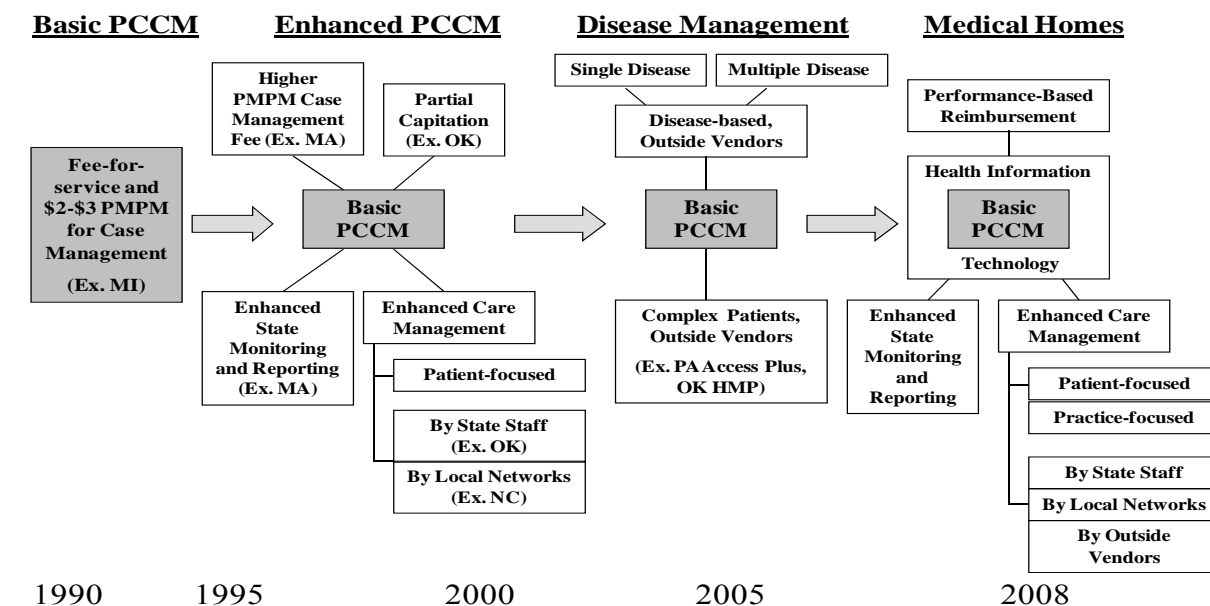 Basic PCCM
Enhanced PCCM
Disease Management
Medical Homes
Fee-for-
service and
$2-$3 PMPM
for Case
Management
(Ex. MI)
Higher
PMPM Case
Management
Fee (Ex. MA)
Partial
Capitation
(Ex. OK)
Basic
PCCM
Enhanced
State
Monitoring
and Reporting
(Ex. MA)
Enhanced Care
Management
Patient-focused
By State Staff
(Ex. OK)
By Local Networks
(Ex. NC)
Single Disease
Multiple Disease
Disease-based,
Outside Vendors
Basic
PCCM
Complex Patients,
Outside Vendors
(Ex. PA Access Plus,
OK HMP)
Performance-Based
Reimbursement
Health Information
Basic
PCCM
Technology
Enhanced
State
Monitoring
and
Reporting
Enhanced Care
Management
Patient-focused
Practice-focused
By State Staff
By Local Networks
By Outside
Vendors
1990
1995
2000
2005
2008